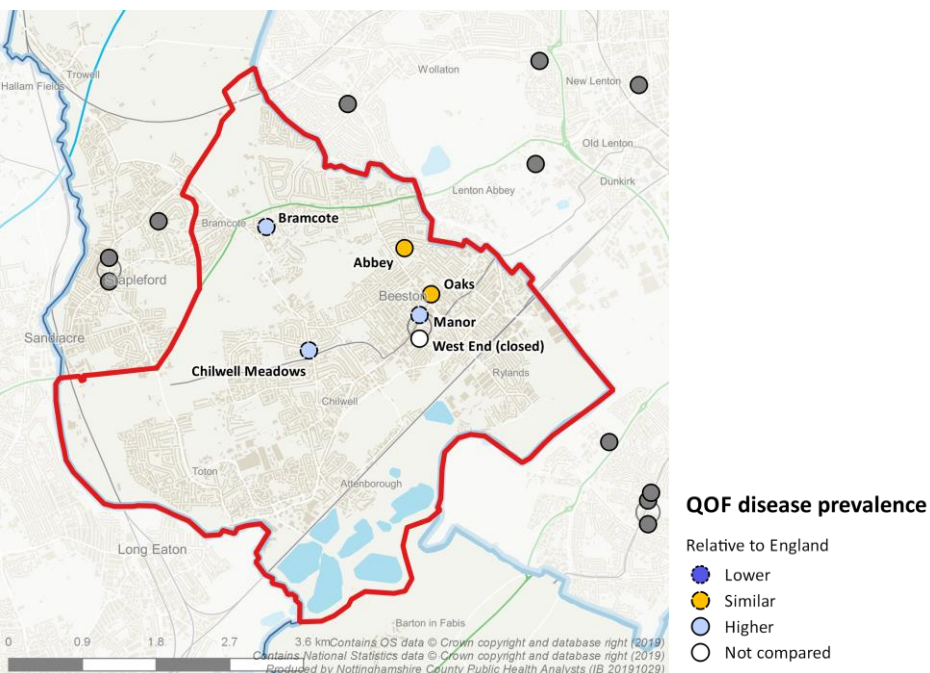 Trowell
Hallam Fields
Wollaton
New Lenton
Old Lenton
Dunkirk
Lenton Abbey
Bramcote
Bramcote
Abbey
Stapleford
Oaks
Beeston
Manor
Sandiacre
West End (closed)
Chilwell Meadows
Rylands
Chilwell
Toton
Attenborough
Long Eaton
Barton in Fabis
0 0.9 1.8 2.7 3.6 km
Contains OS data © Crown copyright and database right (2019)
Contains National Statistics data © Crown copyright and database right (2019)
Produced by Nottinghamshire County Public Health Analysts (IB 20191029)
QOF disease prevalence
Relative to England
Lower
Similar
Higher
Not compared